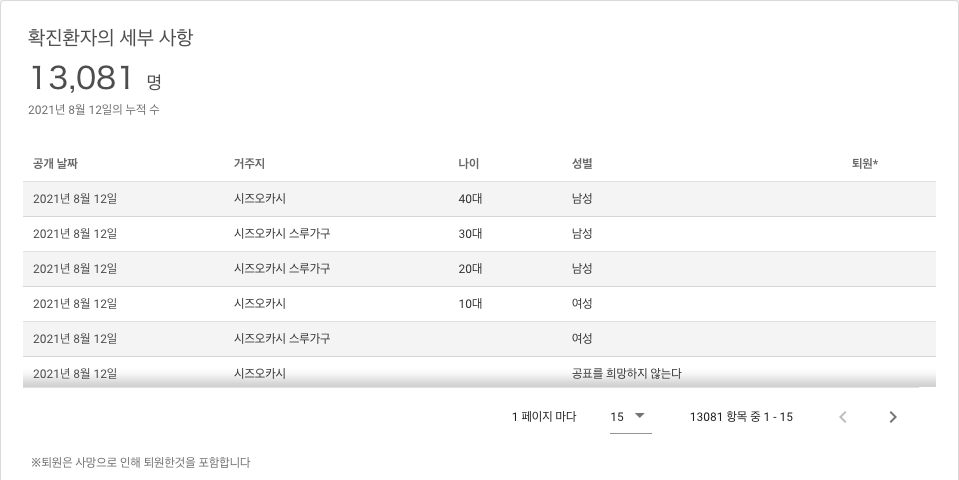 확진환자의 세부 사항
13,081 명
2021년 8월 12일의 누적 수
공개 날짜 거주지 나이 성별 퇴원*
2021년 8월 12일 시즈오카시 40대 남성
2021년 8월 12일 시즈오카시 스루가구 30대 남성
2021년 8월 12일 시즈오카시 스루가구 20대 남성
2021년 8월 12일 시즈오카시 10대 여성
2021년 8월 12일 시즈오카시 스루가구 여성
2021년 8월 12일 시즈오카시 공표를 희망하지 않는다
1 페이지 마다 15 13081 항목 중 1 - 15
※퇴원은 사망으로 인해 퇴원한것을 포함합니다